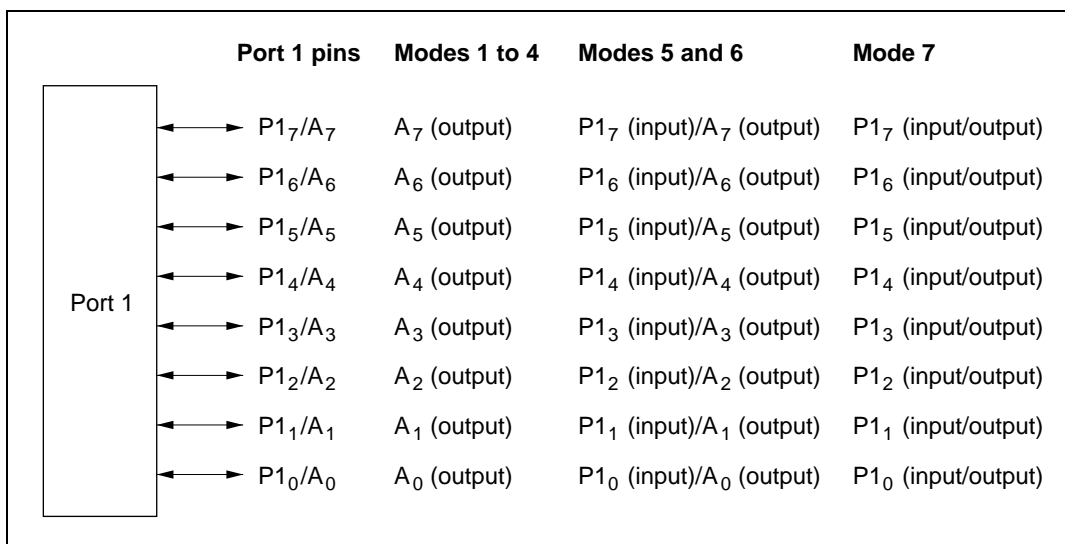 Port 1 pins Modes 1 to 4 Modes 5 and 6 Mode 7
P1₇/A₇ A₇ (output) P1₇ (input)/A₇ (output) P1₇ (input/output)
P1₆/A₆ A₆ (output) P1₆ (input)/A₆ (output) P1₆ (input/output)
P1₅/A₅ A₅ (output) P1₅ (input)/A₅ (output) P1₅ (input/output)
P1₄/A₄ A₄ (output) P1₄ (input)/A₄ (output) P1₄ (input/output)
Port 1
P1₃/A₃ A₃ (output) P1₃ (input)/A₃ (output) P1₃ (input/output)
P1₂/A₂ A₂ (output) P1₂ (input)/A₂ (output) P1₂ (input/output)
P1₁/A₁ A₁ (output) P1₁ (input)/A₁ (output) P1₁ (input/output)
P1₀/A₀ A₀ (output) P1₀ (input)/A₀ (output) P1₀ (input/output)